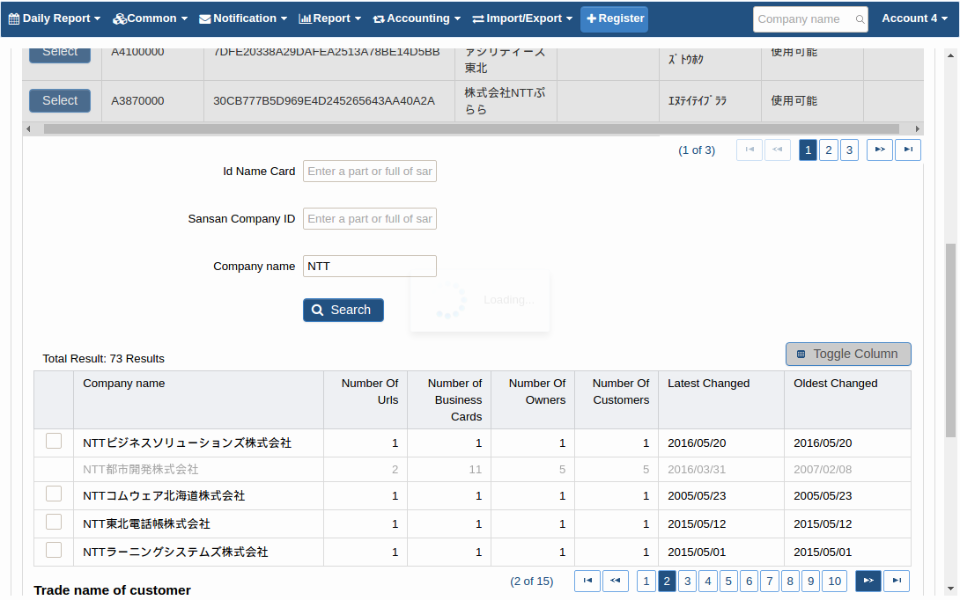 Daily Report Common Notification Report Accounting Import/Export Register Company name Account 4
Select A4100000 7DFE20338A29DAFEA2513A78BE14D5BB ァシリティーズ
東北 ｽﾞﾄｳﾎｸ 使用可能
Select A3870000 30CB777B5D969E4D245265643AA40A2A 株式会社NTTぷ
らら ｴﾇﾃｲﾃｲﾌﾟﾗﾗ 使用可能
(1 of 3) 1 2 3
Id Name Card Enter a part or full of sar
Sansan Company ID Enter a part or full of sar
Company name NTT
Loading...
Search
Total Result: 73 Results Toggle Column
Company name Number Of Number of Number Of Number Of Latest Changed Oldest Changed
Urls Business Owners Customers
Cards
NTTビジネスソリューションズ株式会社 1 1 1 1 2016/05/20 2016/05/20
NTT都市開発株式会社 2 11 5 5 2016/03/31 2007/02/08
NTTコムウェア北海道株式会社 1 1 1 1 2005/05/23 2005/05/23
NTT東北電話帳株式会社 1 1 1 1 2015/05/12 2015/05/12
NTTラーニングシステムズ株式会社 1 1 1 1 2015/05/01 2015/05/01
(2 of 15) 1 2 3 4 5 6 7 8 9 10
Trade name of customer